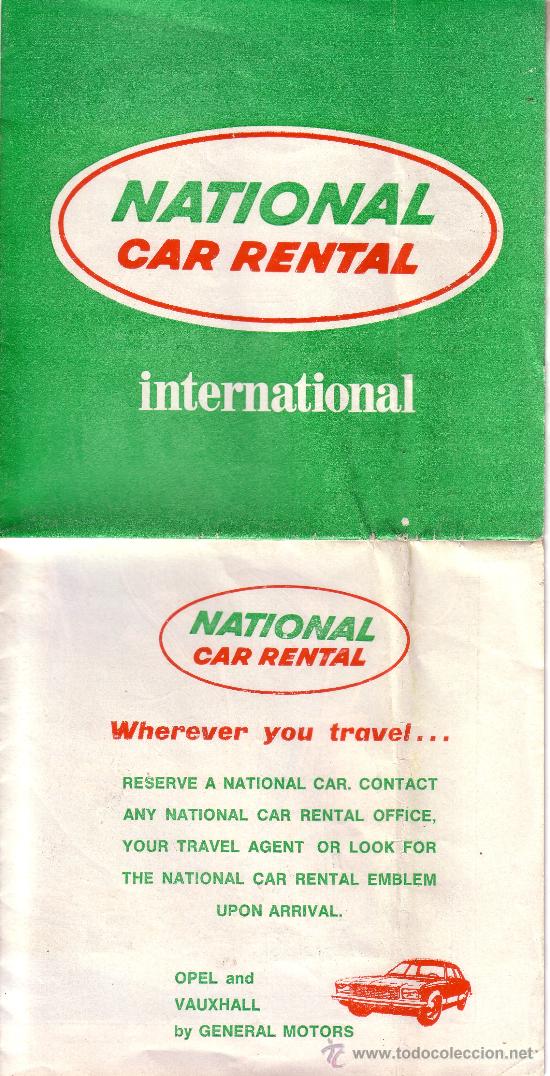 NATIONAL
CAR RENTAL
international
NATIONAL
CAR RENTAL
Wherever you travel...
RESERVE A NATIONAL CAR. CONTACT
ANY NATIONAL CAR RENTAL OFFICE,
YOUR TRAVEL AGENT OR LOOK FOR
THE NATIONAL CAR RENTAL EMBLEM
UPON ARRIVAL.
OPEL and
VAUXHALL
by GENERAL MOTORS
www.todocoleccion.net